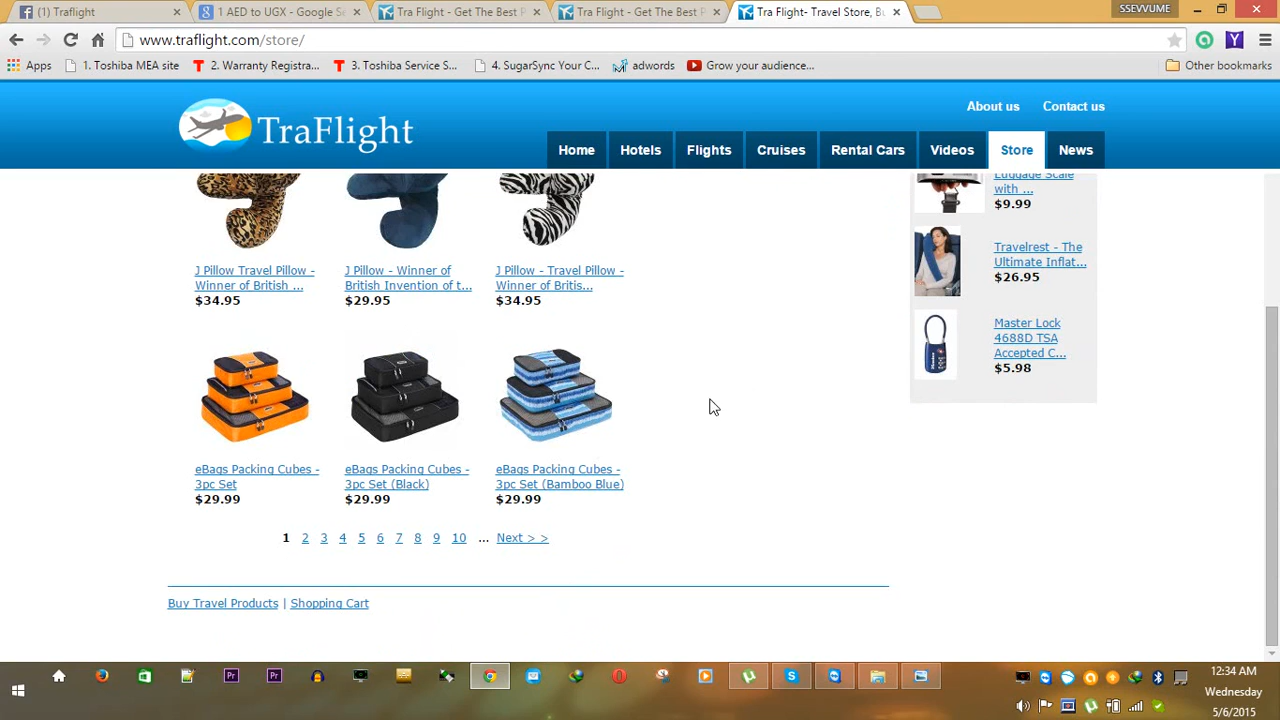 SSEVVUME
(1) Traflight
1 AED to UGX - Google Se
Tra Flight - Get The Best P
Tra Flight - Get The Best P
Tra Flight- Travel Store, Bu
www.traflight.com/store/
Apps
1. Toshiba MEA site
2. Warranty Registra...
3. Toshiba Service S...
4. SugarSync Your C...
adwords
Grow your audience...
Other bookmarks
About us
Contact us
TraFlight
Home
Hotels
Flights
Cruises
Rental Cars
Videos
Store
News
J Pillow Travel Pillow -
Winner of British ...
$34.95
J Pillow - Winner of
British Invention of t...
$29.95
J Pillow - Travel Pillow -
Winner of Britis...
$34.95
eBags Packing Cubes -
3pc Set
$29.99
eBags Packing Cubes -
3pc Set (Black)
$29.99
eBags Packing Cubes -
3pc Set (Bamboo Blue)
$29.99
Luggage Scale
with ...
$9.99
Travelrest - The
Ultimate Inflat...
$26.95
Master Lock
4688D TSA
Accepted C...
$5.98
1 2 3 4 5 6 7 8 9 10 ... Next > >
Buy Travel Products | Shopping Cart
12:34 AM
Wednesday
5/6/2015